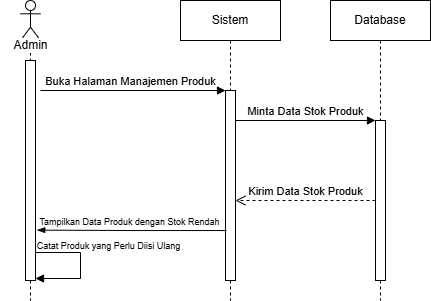 Sistem
Database
Admin
Buka Halaman Manajemen Produk
Minta Data Stok Produk
Kirim Data Stok Produk
Tampilkan Data Produk dengan Stok Rendah
Catat Produk yang Perlu Diisi Ulang